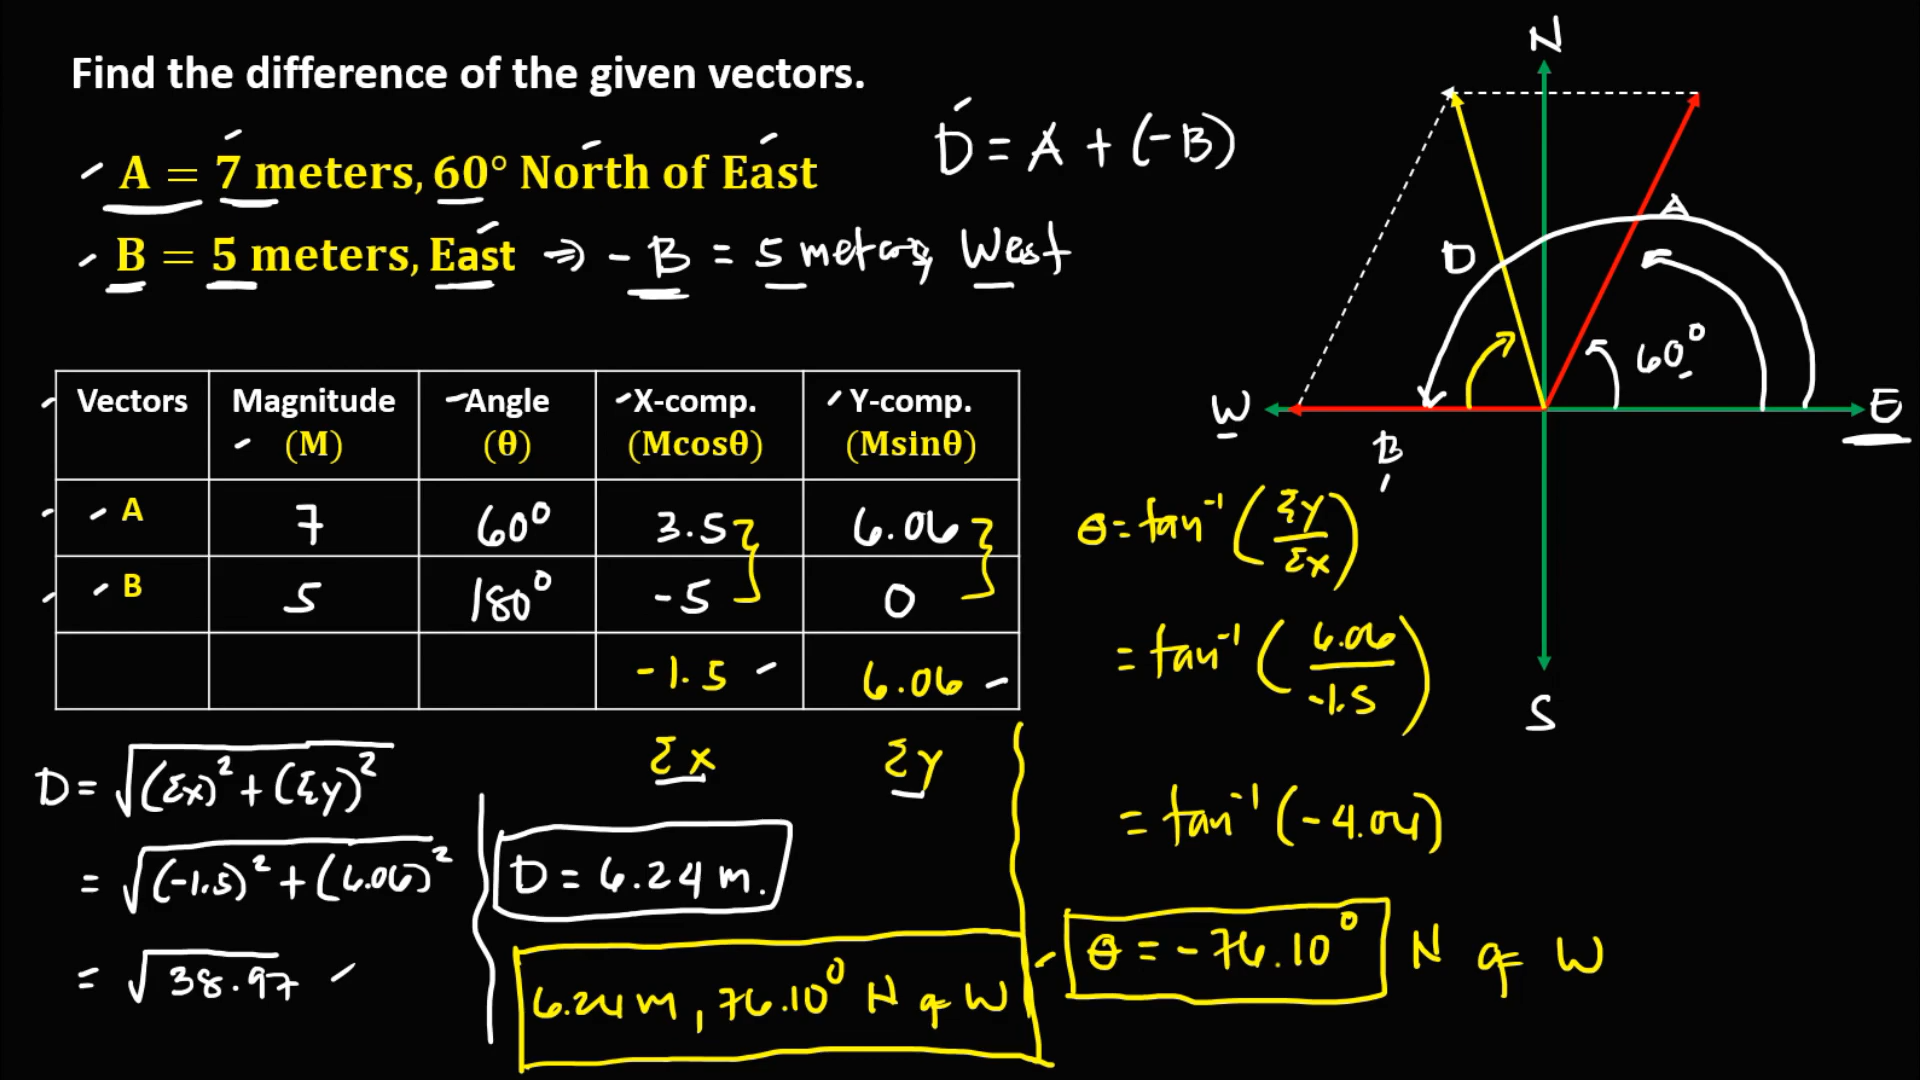 Find the difference of the given vectors.
A = 7 meters, 60° North of East
B = 5 meters, East ⇒ - B = 5 meters, West
D = A + (-B)
Vectors Magnitude (M) Angle (θ) X-comp. (Mcosθ) Y-comp. (Msinθ)
A 7 60° 3.5 6.06
B 5 180° -5 0
-1.5 6.06
Σx Σy
D = √(Σx)² + (Σy)²
= √(-1.5)² + (6.06)²
= √38.97
D = 6.24 m.
6.24 m, 76.10° N of W
N
A
D
60°
W
E
B
S
θ = tan⁻¹ (Σy/Σx)
= tan⁻¹ (6.06/-1.5)
= tan⁻¹ (-4.04)
θ = -76.10° N of W